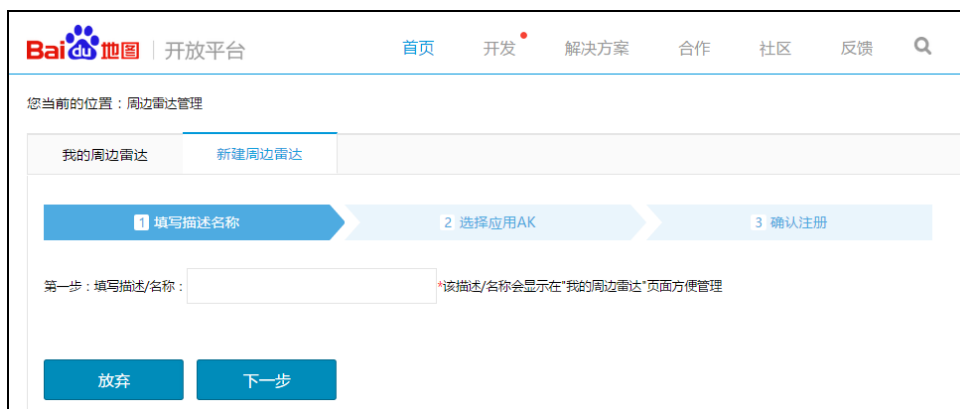 Bai du 地图 开放平台 首页 开发 解决方案 合作 社区 反馈
您当前的位置：周边雷达管理
我的周边雷达 新建周边雷达
1 填写描述名称 2 选择应用AK 3 确认注册
第一步：填写描述/名称： *该描述/名称会显示在"我的周边雷达"页面方便管理
放弃 下一步